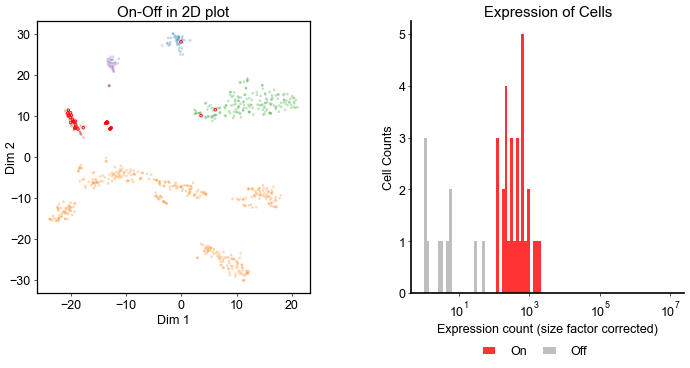 On-Off in 2D plot
Dim 2
30
20
10
0
−10
−20
−30
−20
−10
0
10
20
Dim 1
Expression of Cells
Cell Counts
5
4
3
2
1
0
10^1
10^3
10^5
10^7
Expression count (size factor corrected)
On
Off